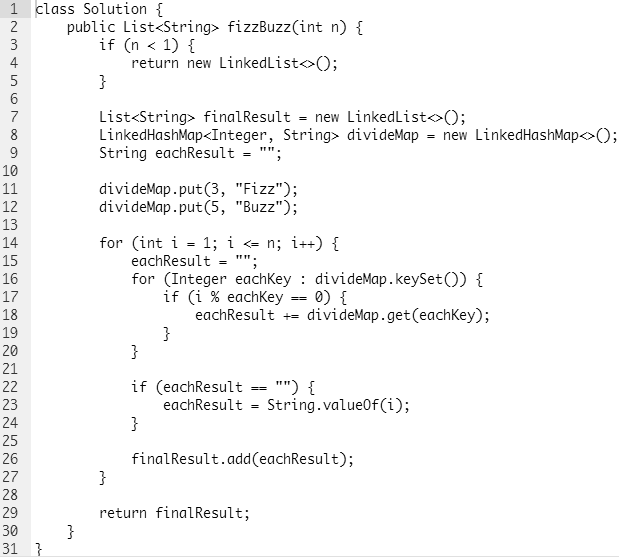 1 class Solution {
2     public List<String> fizzBuzz(int n) {
3         if (n < 1) {
4             return new LinkedList<>();
5         }
6
7         List<String> finalResult = new LinkedList<>();
8         LinkedHashMap<Integer, String> divideMap = new LinkedHashMap<>();
9         String eachResult = "";
10
11         divideMap.put(3, "Fizz");
12         divideMap.put(5, "Buzz");
13
14         for (int i = 1; i <= n; i++) {
15             eachResult = "";
16             for (Integer eachKey : divideMap.keySet()) {
17                 if (i % eachKey == 0) {
18                     eachResult += divideMap.get(eachKey);
19                 }
20             }
21
22             if (eachResult == "") {
23                 eachResult = String.valueOf(i);
24             }
25
26             finalResult.add(eachResult);
27         }
28
29         return finalResult;
30     }
31 }